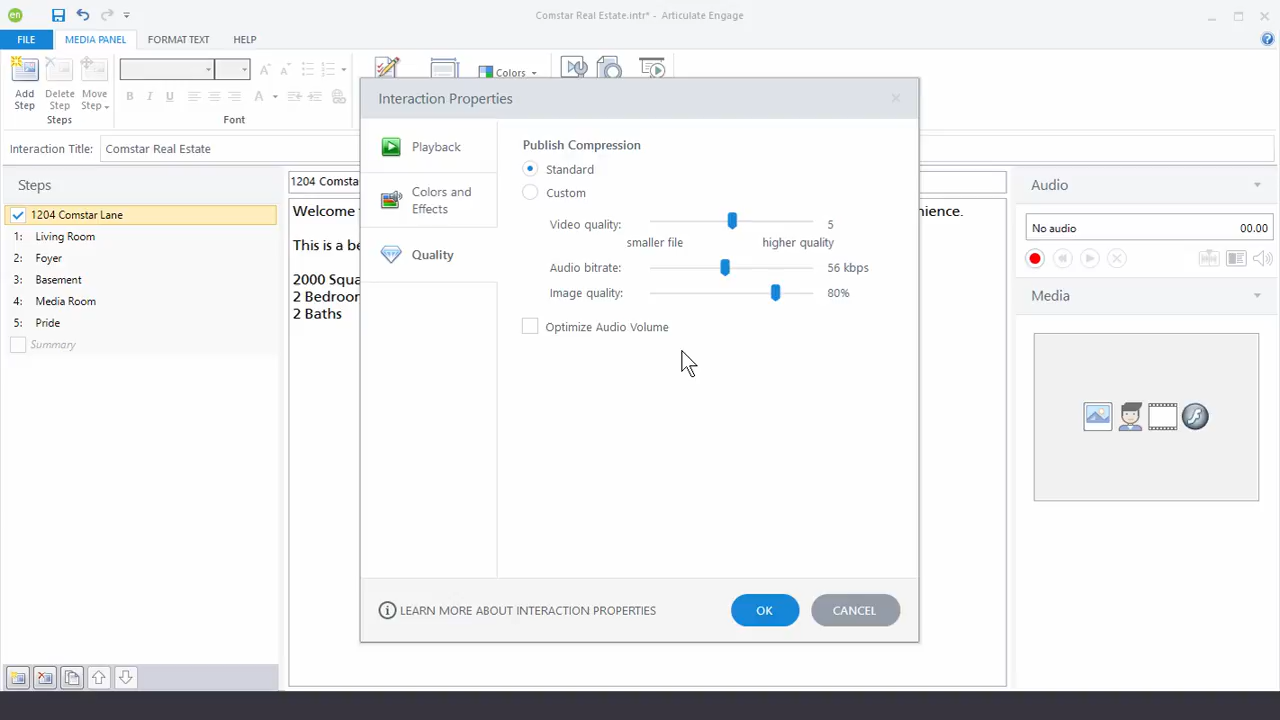 en
Comstar Real Estate.intr* - Articulate Engage
FILE
MEDIA PANEL
FORMAT TEXT
HELP
Add Step
Delete Step
Move Step
Steps
B I U
A
Font
Colors
Interaction Title:
Comstar Real Estate
Steps
1204 Comstar Lane
1: Living Room
2: Foyer
3: Basement
4: Media Room
5: Pride
Summary
1204 Comsta
Welcome
nience.
This is a be
2000 Squa
2 Bedroo
2 Baths
Interaction Properties
Playback
Colors and
Effects
Quality
Publish Compression
Standard
Custom
Video quality:
5
smaller file
higher quality
Audio bitrate:
56 kbps
Image quality:
80%
Optimize Audio Volume
LEARN MORE ABOUT INTERACTION PROPERTIES
OK
CANCEL
Audio
No audio
00.00
Media